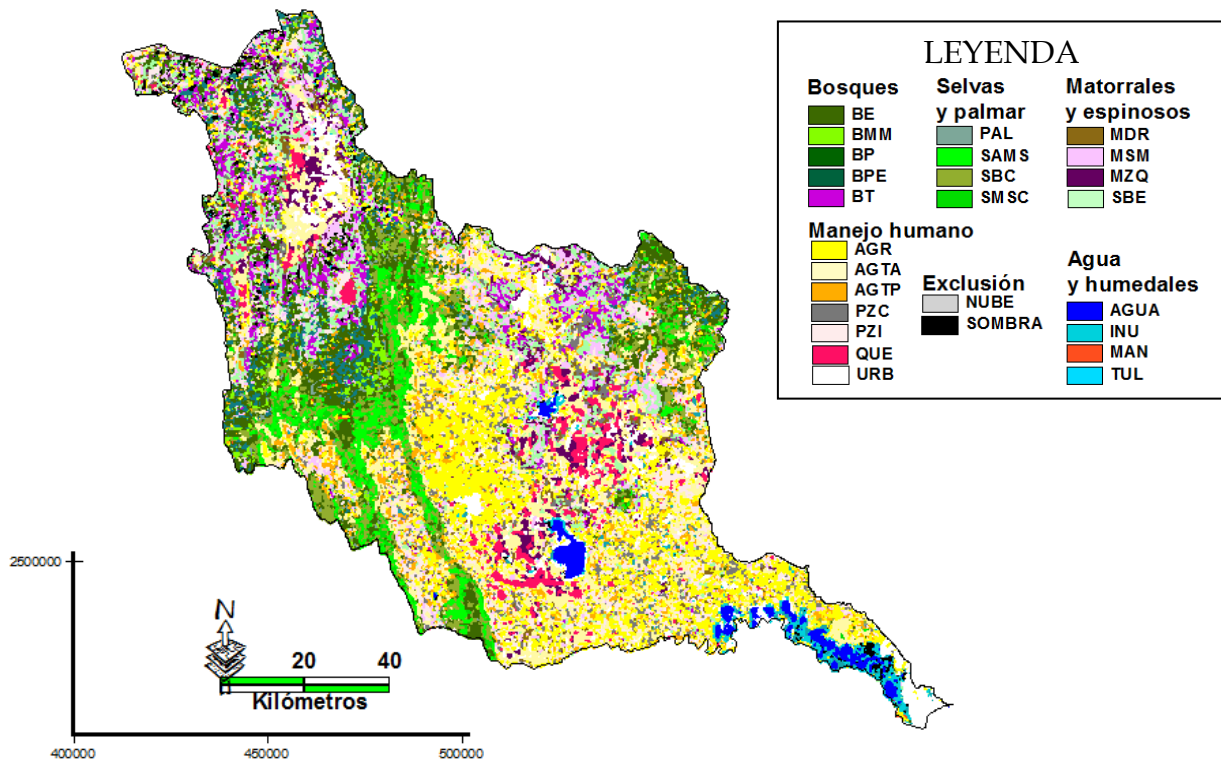 LEYENDA
Bosques
BE
BMM
BP
BPE
BT
Selvas
y palmar
PAL
SAMS
SBC
SMSC
Matorrales
y espinosos
MDR
MSM
MZQ
SBE
Manejo humano
AGR
AGTA
AGTP
PZC
PZI
QUE
URB
Exclusión
NUBE
SOMBRA
Agua
y humedales
AGUA
INU
MAN
TUL
2500000
N
20 40
Kilómetros
400000 450000 500000